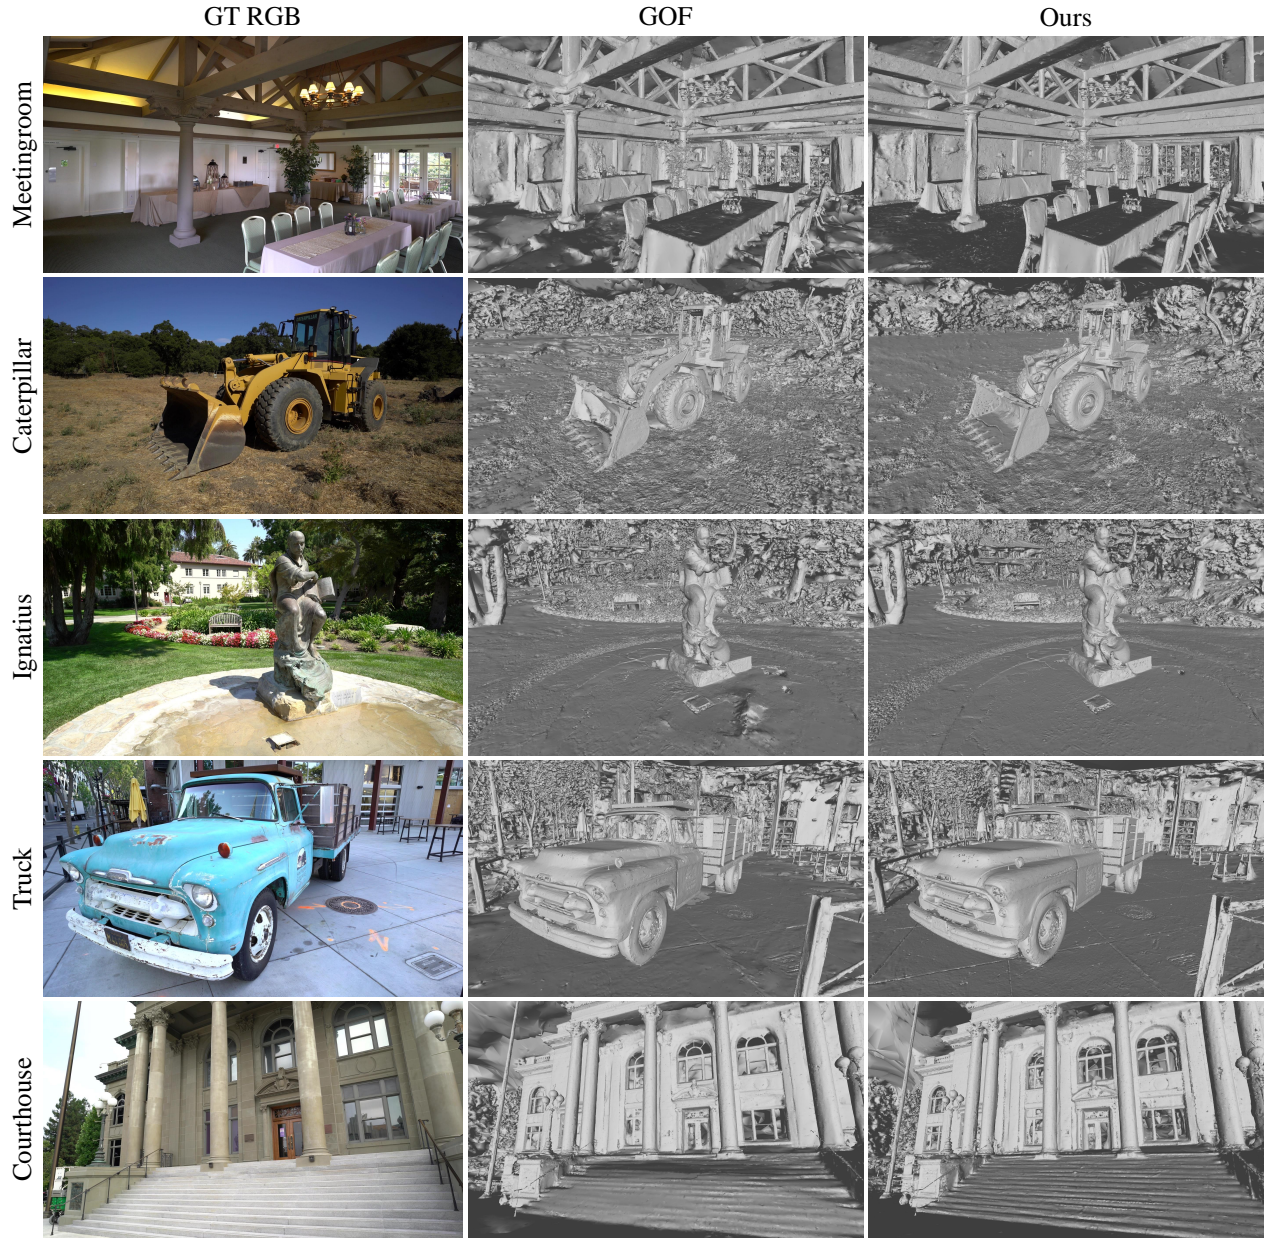 GT RGB GOF Ours
Meetingroom
Caterpillar
Ignatius
Truck
Courthouse